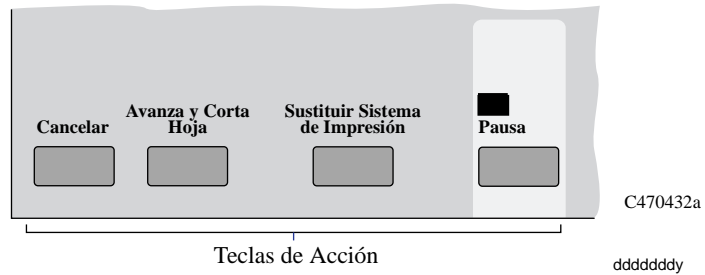 Cancelar
Avanza y Corta
Hoja
Sustituir Sistema
de Impresión
Pausa
C470432a
Teclas de Acción
dddddddy